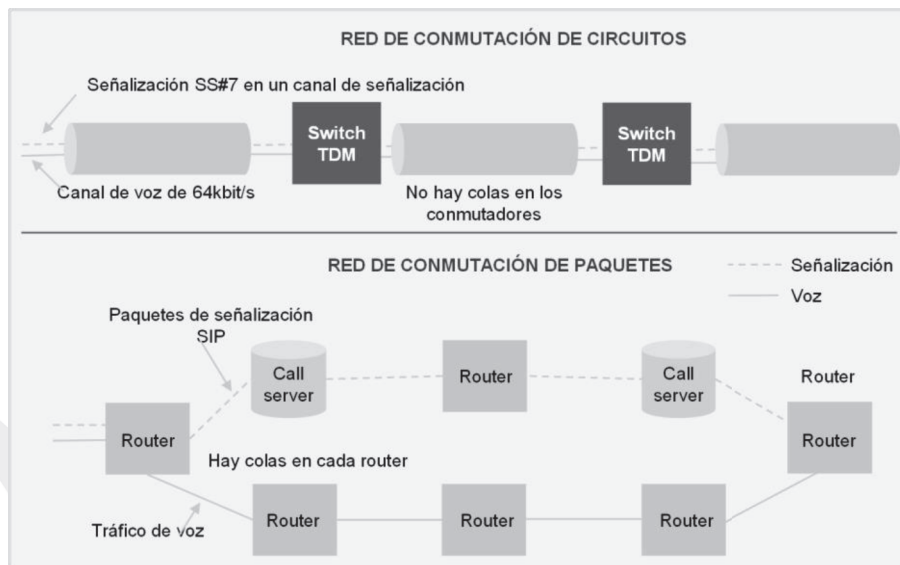 RED DE CONMUTACIÓN DE CIRCUITOS
Señalización SS#7 en un canal de señalización
Switch
TDM
Switch
TDM
Canal de voz de 64kbit/s
No hay colas en los
conmutadores
RED DE CONMUTACIÓN DE PAQUETES
Señalización
Voz
Paquetes de señalización
SIP
Call
server
Router
Call
server
Router
Router
Router
Hay colas en cada router
Tráfico de voz
Router
Router
Router